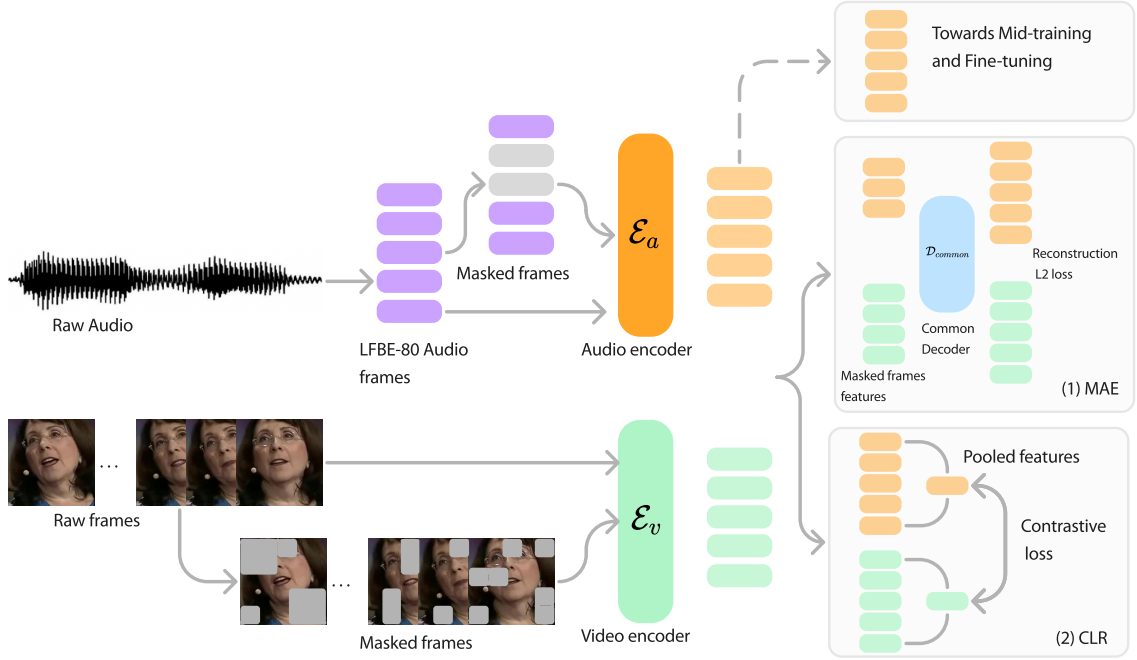 Towards Mid-training
and Fine-tuning
Masked frames
ℰₐ
Raw Audio
LFBE-80 Audio
frames
Audio encoder
𝒟common
Reconstruction
L2 loss
Common
Decoder
Masked frames
features
(1) MAE
...
Raw frames
ℰᵥ
...
Masked frames
Video encoder
Pooled features
Contrastive
loss
(2) CLR